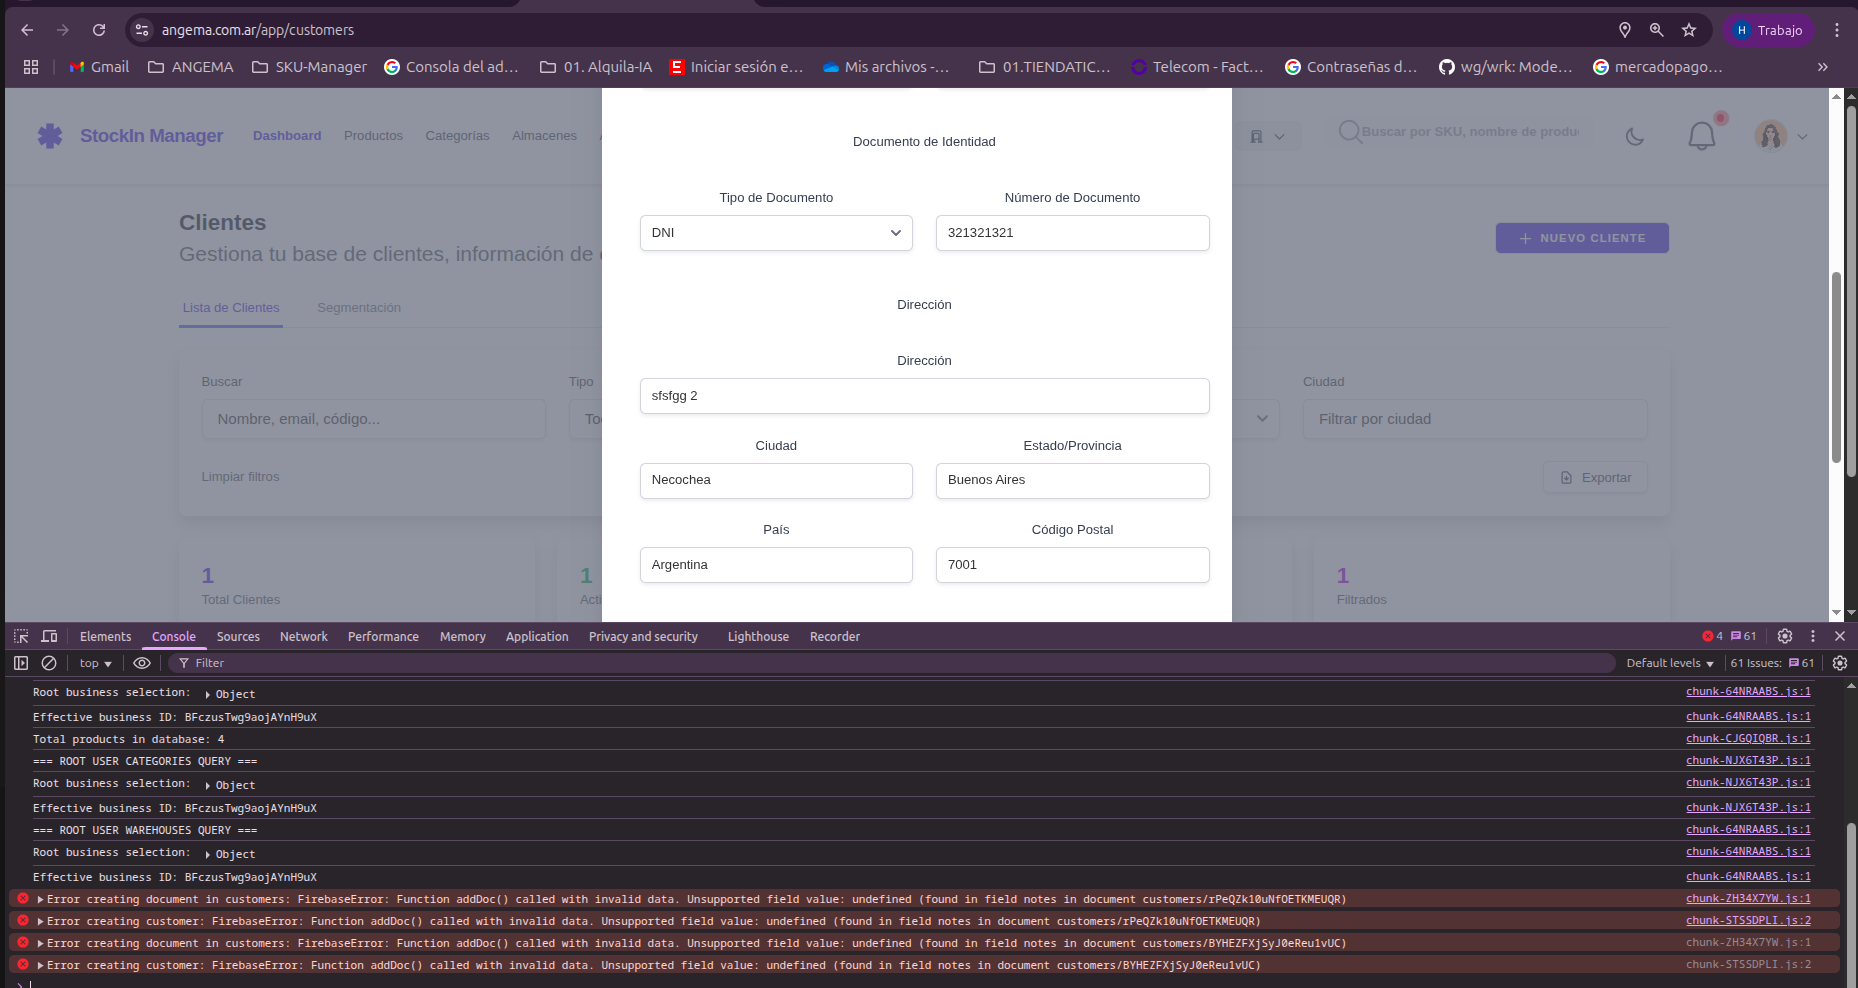 angema.com.ar/app/customers
H Trabajo
Gmail ANGEMA SKU-Manager Consola del ad... 01. Alquila-IA Iniciar sesión e... Mis archivos -... 01.TIENDATIC... Telecom - Fact... Contraseñas d... wg/wrk: Mode... mercadopago... »
StockIn Manager Dashboard Productos Categorías Almacenes
Buscar por SKU, nombre de produ
Documento de Identidad
Tipo de Documento Número de Documento
DNI 321321321
Clientes
Gestiona tu base de clientes, información de
+ NUEVO CLIENTE
Lista de Clientes Segmentación
Dirección
Dirección
sfsfgg 2
Buscar Tipo Ciudad
Nombre, email, código... To Filtrar por ciudad
Ciudad Estado/Provincia
Necochea Buenos Aires
Limpiar filtros Exportar
País Código Postal
Argentina 7001
1 1 1
Total Clientes Acti Filtrados
Elements Console Sources Network Performance Memory Application Privacy and security Lighthouse Recorder 4 61
top Filter Default levels 61 Issues: 61
Root business selection: Object chunk-64NRAABS.js:1
Effective business ID: BFczusTwg9aojAYnH9uX chunk-64NRAABS.js:1
Total products in database: 4 chunk-CJGQIQBR.js:1
=== ROOT USER CATEGORIES QUERY === chunk-NJX6T43P.js:1
Root business selection: Object chunk-NJX6T43P.js:1
Effective business ID: BFczusTwg9aojAYnH9uX chunk-NJX6T43P.js:1
=== ROOT USER WAREHOUSES QUERY === chunk-64NRAABS.js:1
Root business selection: Object chunk-64NRAABS.js:1
Effective business ID: BFczusTwg9aojAYnH9uX chunk-64NRAABS.js:1
Error creating document in customers: FirebaseError: Function addDoc() called with invalid data. Unsupported field value: undefined (found in field notes in document customers/rPeQZk10uNfOETKMEUQR) chunk-ZH34X7YW.js:1
Error creating customer: FirebaseError: Function addDoc() called with invalid data. Unsupported field value: undefined (found in field notes in document customers/rPeQZk10uNfOETKMEUQR) chunk-STSSDPLI.js:2
Error creating document in customers: FirebaseError: Function addDoc() called with invalid data. Unsupported field value: undefined (found in field notes in document customers/BYHEZFXjSyJ0eReu1vUC) chunk-ZH34X7YW.js:1
Error creating customer: FirebaseError: Function addDoc() called with invalid data. Unsupported field value: undefined (found in field notes in document customers/BYHEZFXjSyJ0eReu1vUC) chunk-STSSDPLI.js:2